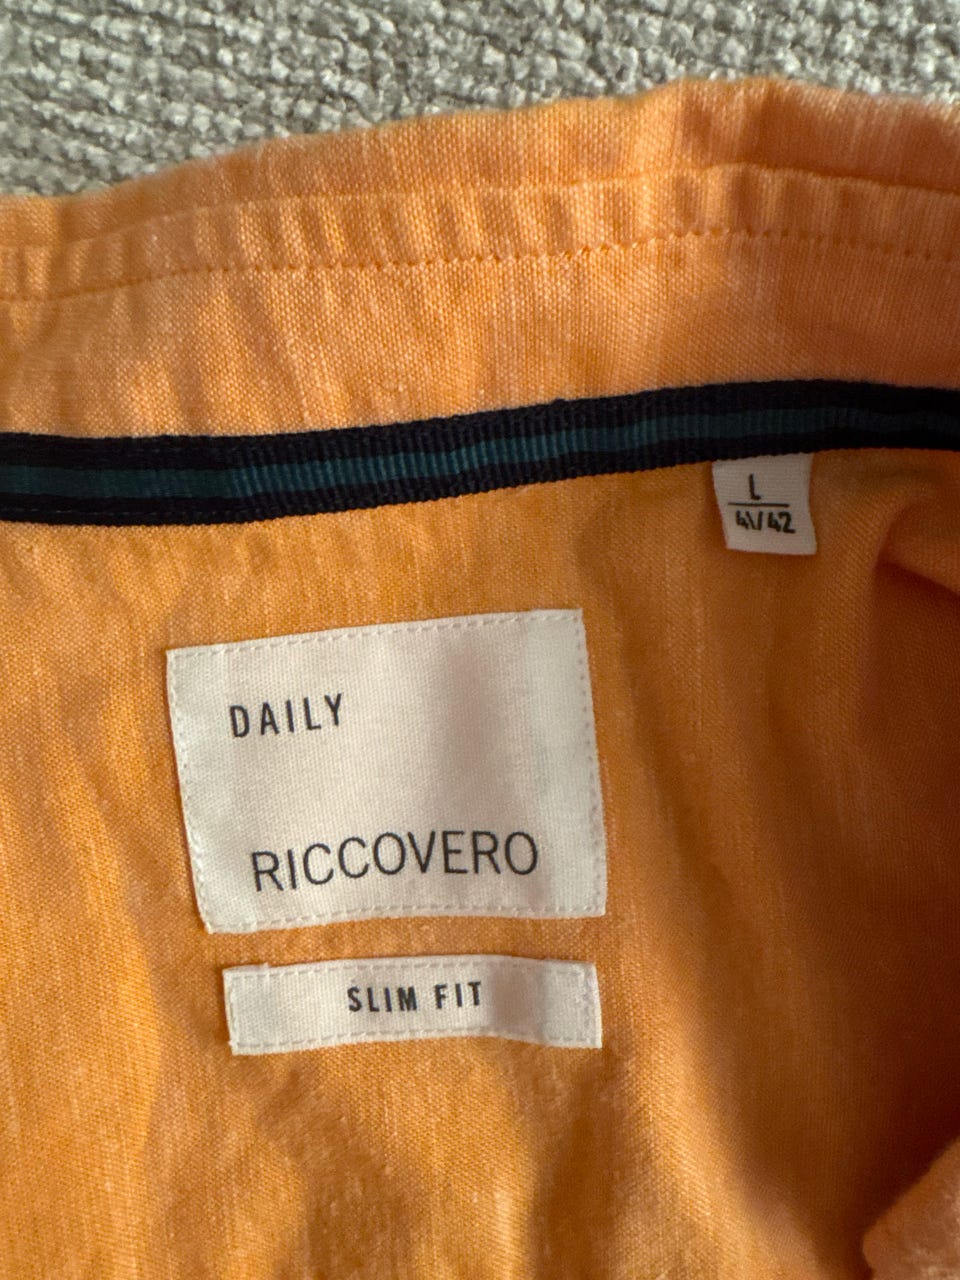 L
41/42
DAILY
RICCOVERO
SLIM FIT